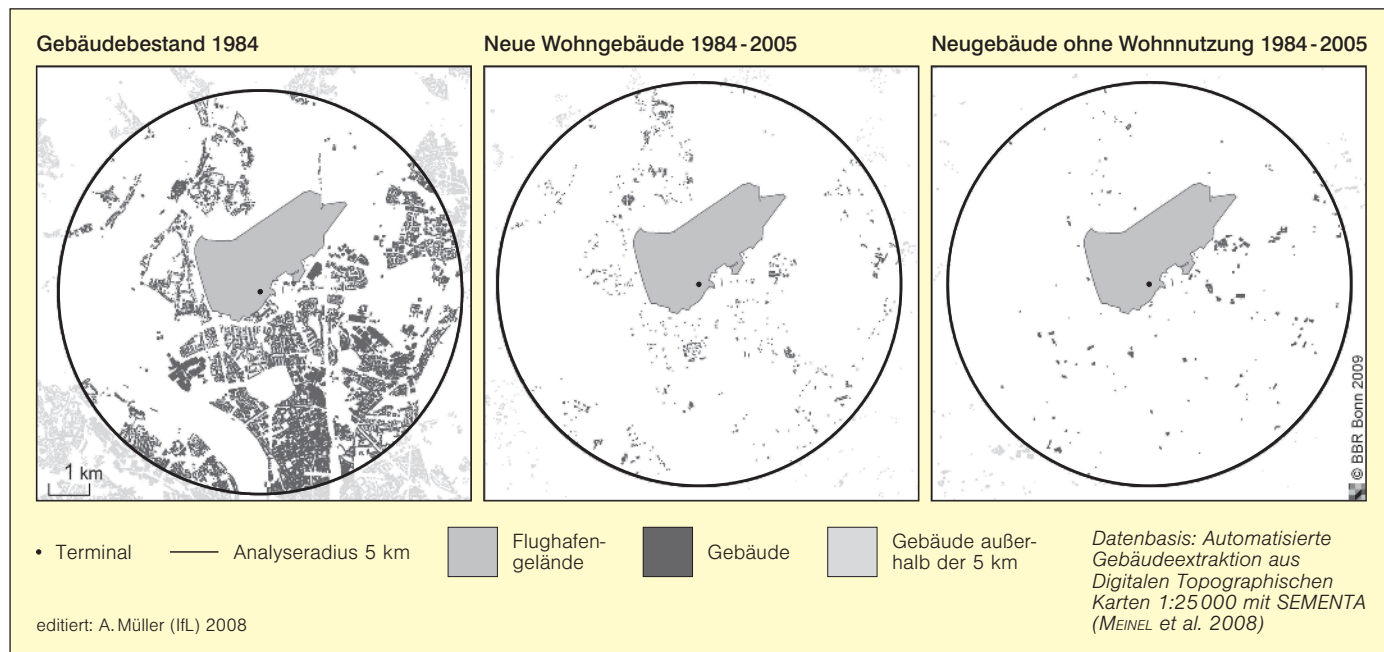 Gebäudebestand 1984
Neue Wohngebäude 1984-2005
Neugebäude ohne Wohnnutzung 1984-2005
1 km
© BBR Bonn 2009
Terminal
Analyseradius 5 km
Flughafen-
gelände
Gebäude
Gebäude außer-
halb der 5 km
Datenbasis: Automatisierte
Gebäudeextraktion aus
Digitalen Topographischen
Karten 1:25000 mit SEMENTA
(MEINEL et al. 2008)
editiert: A. Müller (IfL) 2008